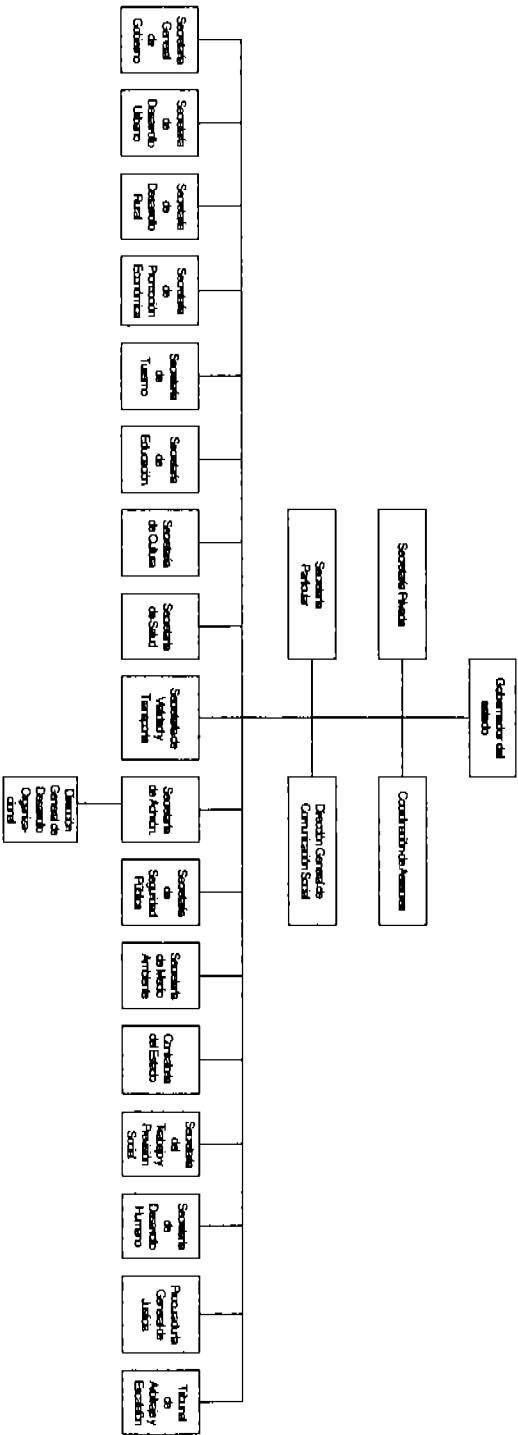 Gobernador del
estado
Secretaría Privada
Coordinación de Asesores
Secretaría
Particular
Dirección General de
Comunicación Social
Secretaría
General
de
Gobierno
Secretaría
de
Desarrollo
Urbano
Secretaría
de
Desarrollo
Rural
Secretaría
de
Promoción
Económica
Secretaría
de
Turismo
Secretaría
de
Educación
Secretaría
de Cultura
Secretaría
de Salud
Secretaría de
Vialidad y
Transporte
Secretaría
de Admón.
Secretaría
de
Seguridad
Pública
Secretaría
de Medio
Ambiente
Contraloría
del Estado
Secretaría
del
Trabajo y
Previsión
Social
Secretaría
de
Desarrollo
Humano
Procuraduría
General de
Justicia
Tribunal
de
Arbitraje y
Escalafón
Dirección
General de
Desarrollo
Organiza-
cional